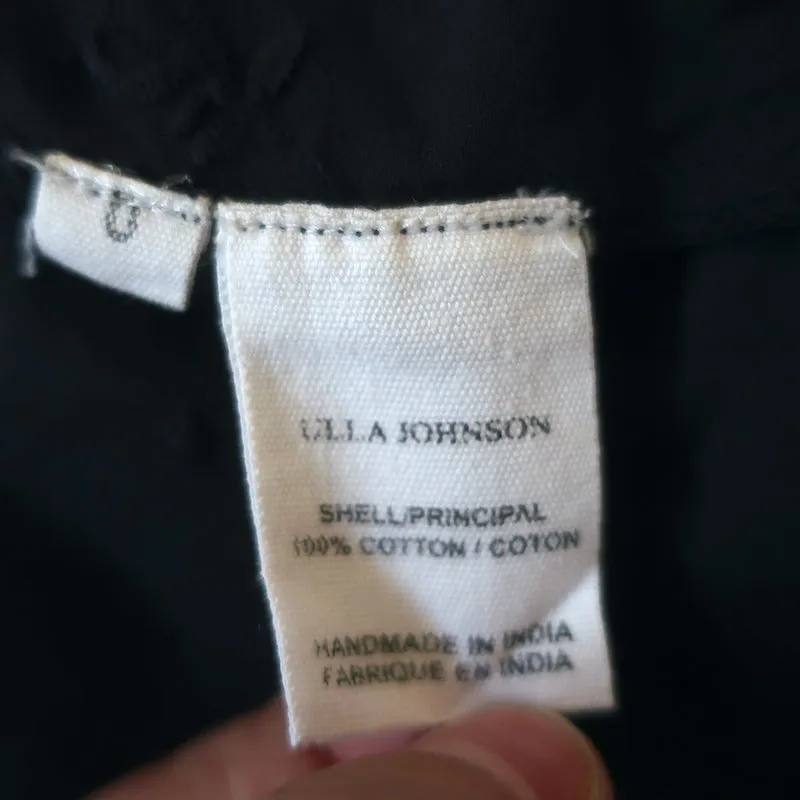 0
ULLA JOHNSON
SHELL/PRINCIPAL
100% COTTON / COTON
HANDMADE IN INDIA
FABRIQUE EN INDIA